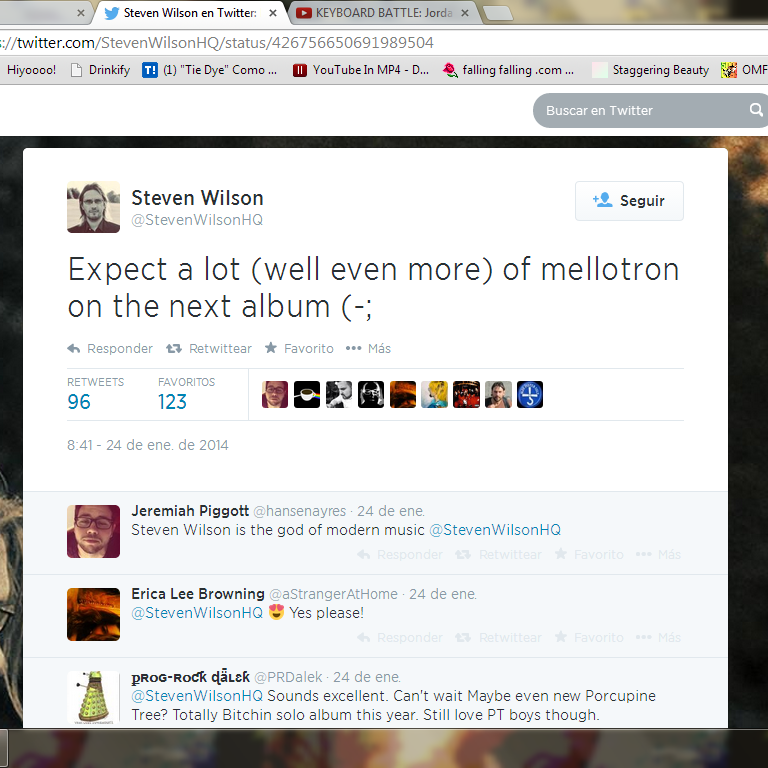 Steven Wilson en Twitter:
KEYBOARD BATTLE: Jorda
://twitter.com/StevenWilsonHQ/status/426756650691989504
Hiyoooo! Drinkify (1) "Tie Dye" Como ... YouTube In MP4 - D... falling falling .com ... Staggering Beauty OMF
Buscar en Twitter
Steven Wilson
@StevenWilsonHQ
Seguir
Expect a lot (well even more) of mellotron
on the next album (-;
Responder Retwittear Favorito Más
RETWEETS FAVORITOS
96 123
8:41 - 24 de ene. de 2014
Jeremiah Piggott @hansenayres · 24 de ene.
Steven Wilson is the god of modern music @StevenWilsonHQ
Responder Retwittear Favorito Más
Erica Lee Browning @aStrangerAtHome · 24 de ene.
@StevenWilsonHQ 😍 Yes please!
Responder Retwittear Favorito Más
@PRDalek · 24 de ene.
@StevenWilsonHQ Sounds excellent. Can't wait Maybe even new Porcupine
Tree? Totally Bitchin solo album this year. Still love PT boys though.